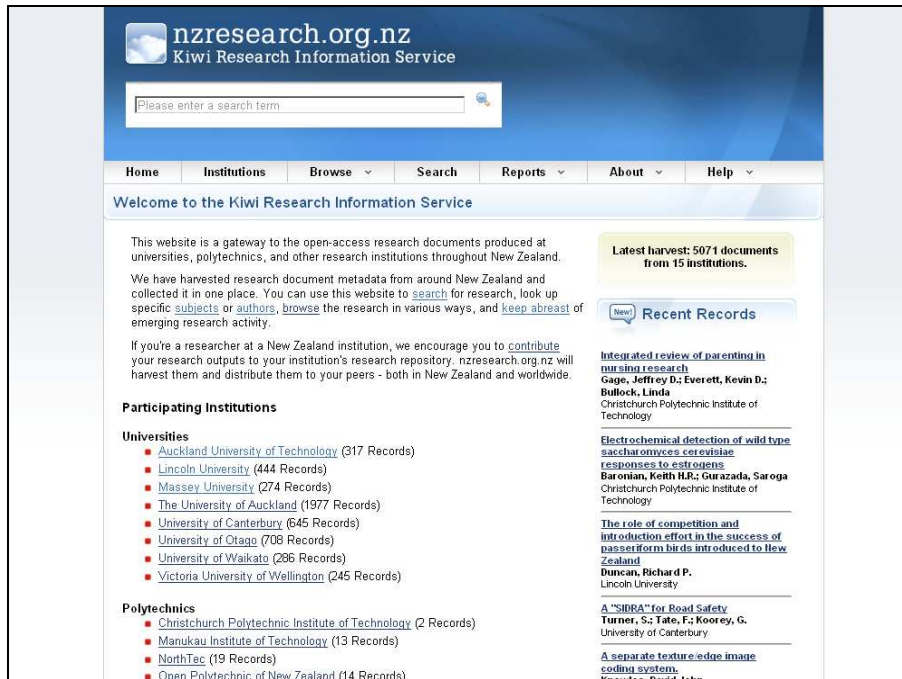 nzresearch.org.nz
Kiwi Research Information Service
Please enter a search term
Home Institutions Browse Search Reports About Help
Welcome to the Kiwi Research Information Service
This website is a gateway to the open-access research documents produced at
universities, polytechnics, and other research institutions throughout New Zealand.
We have harvested research document metadata from around New Zealand and
collected it in one place. You can use this website to search for research, look up
specific subjects or authors, browse the research in various ways, and keep abreast of
emerging research activity.
If you're a researcher at a New Zealand institution, we encourage you to contribute
your research outputs to your institution's research repository. nzresearch.org.nz will
harvest them and distribute them to your peers - both in New Zealand and worldwide.
Participating Institutions
Universities
Auckland University of Technology (317 Records)
Lincoln University (444 Records)
Massey University (274 Records)
The University of Auckland (1977 Records)
University of Canterbury (645 Records)
University of Otago (708 Records)
University of Waikato (286 Records)
Victoria University of Wellington (245 Records)
Polytechnics
Christchurch Polytechnic Institute of Technology (2 Records)
Manukau Institute of Technology (13 Records)
NorthTec (19 Records)
Open Polytechnic of New Zealand (14 Records)
Latest harvest: 5071 documents
from 15 institutions.
New! Recent Records
Integrated review of parenting in
nursing research
Gage, Jeffrey D.; Everett, Kevin D.;
Bullock, Linda
Christchurch Polytechnic Institute of
Technology
Electrochemical detection of wild type
saccharomyces cerevisiae
responses to estrogens
Baronian, Keith H.R.; Gurazada, Saroga
Christchurch Polytechnic Institute of
Technology
The role of competition and
introduction effort in the success of
passeriform birds introduced to New
Zealand
Duncan, Richard P.
Lincoln University
A "SIDRA" for Road Safety
Turner, S.; Tate, F.; Koorey, G.
University of Canterbury
A separate texture/edge image
coding system.
Knowles, David John